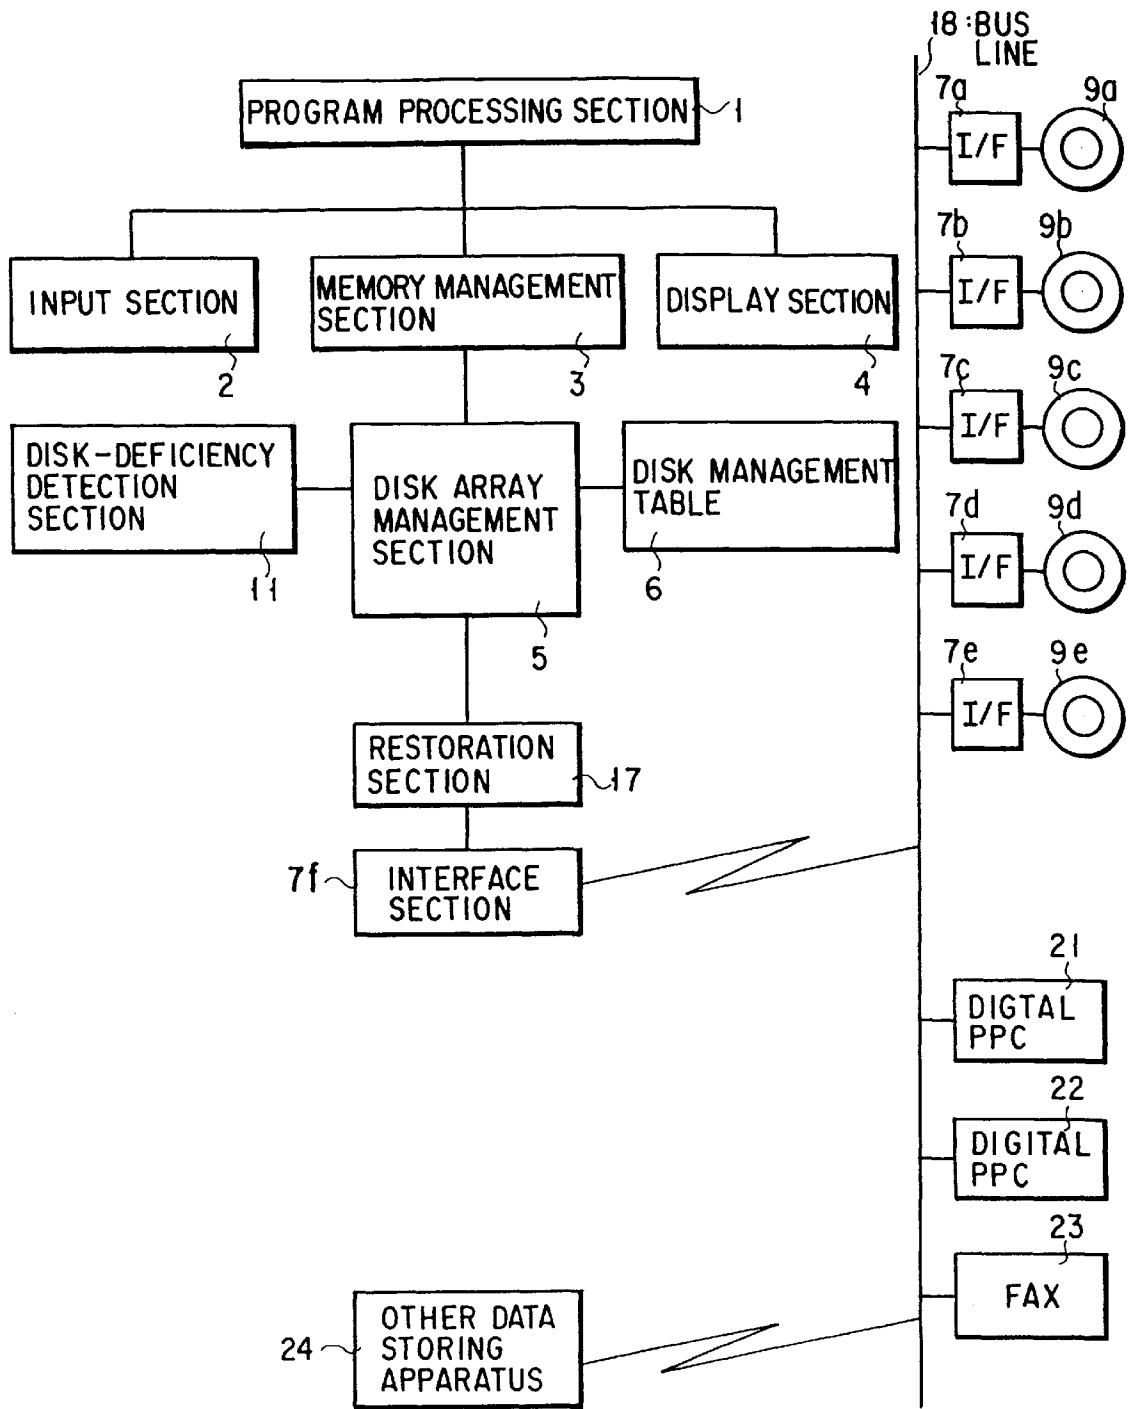 18:BUS
LINE
PROGRAM PROCESSING SECTION
1
7a
9a
I/F
7b
9b
I/F
INPUT SECTION
2
MEMORY MANAGEMENT
SECTION
3
DISPLAY SECTION
4
7c
9c
I/F
DISK-DEFICIENCY
DETECTION
SECTION
11
DISK ARRAY
MANAGEMENT
SECTION
5
DISK MANAGEMENT
TABLE
6
7d
9d
I/F
7e
9e
I/F
RESTORATION
SECTION
17
7f
INTERFACE
SECTION
21
DIGTAL
PPC
22
DIGITAL
PPC
23
FAX
24
OTHER DATA
STORING
APPARATUS